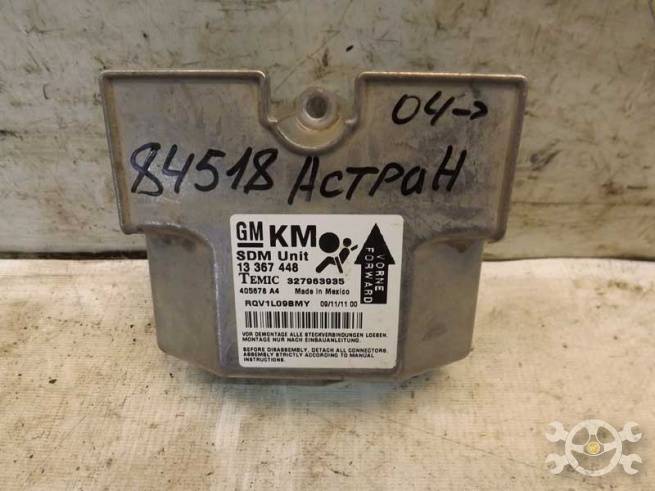 04->
84518 Астра H
GM KM
SDM Unit
13 367 448
TEMIC 327963935
405678 A4 Made in Mexico
RQV1L09BMY 09/11/11 00
VORNE
FORWARD
VOR DEMONTAGE ALLE STECKVERBINDUNGEN LOESEN.
MONTAGE NUR NACH EINBAUANLEITUNG.
BEFORE DISASSEMBLY, DETACH ALL CONNECTORS.
ASSEMBLY STRICTLY ACCORDING TO MANUAL
INSTRUCTIONS.